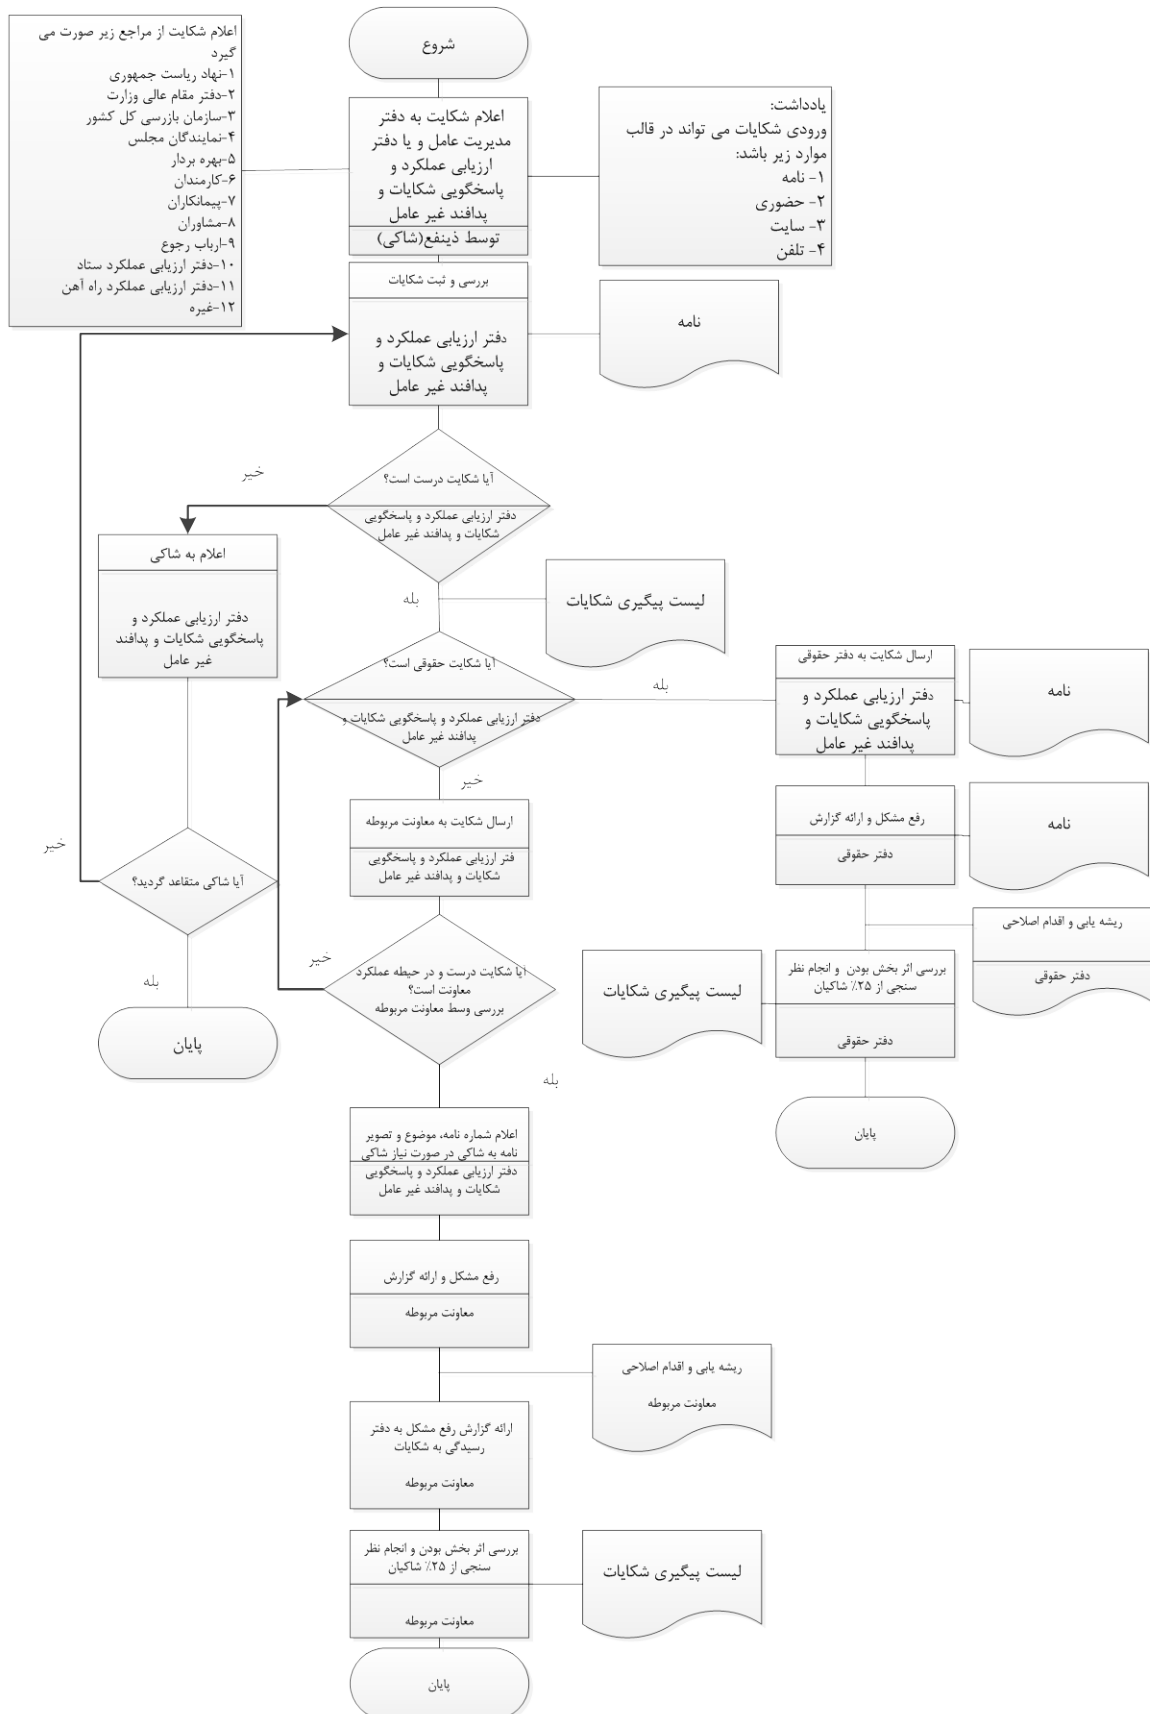 شروع
اعلام شکایت از مراجع زیر صورت می
گیرد
۱-نهاد ریاست جمهوری
۲-دفتر مقام عالی وزارت
۳-سازمان بازرسی کل کشور
۴-نمایندگان مجلس
۵-بهره بردار
۶-کارمندان
۷-پیمانکاران
۸-مشاوران
۹-ارباب رجوع
۱۰-دفتر ارزیابی عملکرد ستاد
۱۱-دفتر ارزیابی عملکرد راه آهن
۱۲-غیره
اعلام شکایت به دفتر
مدیریت عامل و یا دفتر
ارزیابی عملکرد و
پاسخگویی شکایات و
پدافند غیر عامل
توسط ذینفع(شاکی)
یادداشت:
ورودی شکایات می تواند در قالب
موارد زیر باشد:
۱- نامه
۲- حضوری
۳- سایت
۴- تلفن
بررسی و ثبت شکایات
دفتر ارزیابی عملکرد و
پاسخگویی شکایات و
پدافند غیر عامل
نامه
آیا شکایت درست است؟
دفتر ارزیابی عملکرد و پاسخگویی
شکایات و پدافند غیر عامل
خیر
بله
اعلام به شاکی
دفتر ارزیابی عملکرد و
پاسخگویی شکایات و پدافند
غیر عامل
لیست پیگیری شکایات
آیا شکایت حقوقی است؟
دفتر ارزیابی عملکرد و پاسخگویی شکایات و
پدافند غیر عامل
بله
خیر
ارسال شکایت به دفتر حقوقی
دفتر ارزیابی عملکرد و
پاسخگویی شکایات و
پدافند غیر عامل
نامه
رفع مشکل و ارائه گزارش
دفتر حقوقی
نامه
ریشه یابی و اقدام اصلاحی
دفتر حقوقی
بررسی اثر بخش بودن و انجام نظر
سنجی از ۲۵٪ شاکیان
دفتر حقوقی
لیست پیگیری شکایات
پایان
ارسال شکایت به معاونت مربوطه
فتر ارزیابی عملکرد و پاسخگویی
شکایات و پدافند غیر عامل
آیا شاکی متقاعد گردید؟
خیر
بله
پایان
آیا شکایت درست و در حیطه عملکرد
معاونت است؟
بررسی وسط معاونت مربوطه
خیر
بله
اعلام شماره نامه، موضوع و تصویر
نامه به شاکی در صورت نیاز شاکی
دفتر ارزیابی عملکرد و پاسخگویی
شکایات و پدافند غیر عامل
رفع مشکل و ارائه گزارش
معاونت مربوطه
ریشه یابی و اقدام اصلاحی
معاونت مربوطه
ارائه گزارش رفع مشکل به دفتر
رسیدگی به شکایات
معاونت مربوطه
بررسی اثر بخش بودن و انجام نظر
سنجی از ۲۵٪ شاکیان
معاونت مربوطه
لیست پیگیری شکایات
پایان